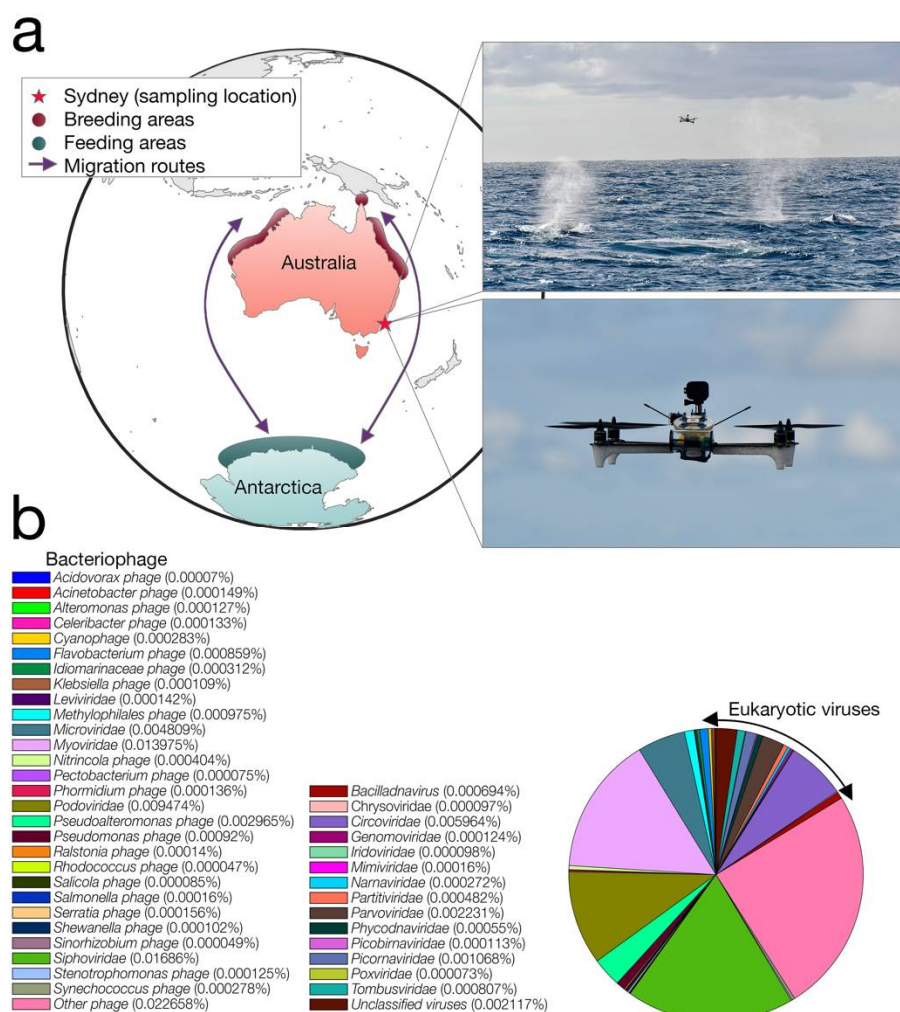 a
Sydney (sampling location)
Breeding areas
Feeding areas
Migration routes
Australia
Antarctica
b
Bacteriophage
Acidovorax phage (0.00007%)
Acinetobacter phage (0.000149%)
Alteromonas phage (0.000127%)
Celeribacter phage (0.000133%)
Cyanophage (0.000283%)
Flavobacterium phage (0.000859%)
Idiomarinaceae phage (0.000312%)
Klebsiella phage (0.000109%)
Leviviridae (0.000142%)
Methylophilales phage (0.000975%)
Microviridae (0.004809%)
Myoviridae (0.013975%)
Nitrincola phage (0.000404%)
Pectobacterium phage (0.000075%)
Phormidium phage (0.000136%)
Podoviridae (0.009474%)
Pseudoalteromonas phage (0.002965%)
Pseudomonas phage (0.00092%)
Ralstonia phage (0.00014%)
Rhodococcus phage (0.000047%)
Salicola phage (0.000085%)
Salmonella phage (0.00016%)
Serratia phage (0.000156%)
Shewanella phage (0.000102%)
Sinorhizobium phage (0.000049%)
Siphoviridae (0.01686%)
Stenotrophomonas phage (0.000125%)
Synechococcus phage (0.000278%)
Other phage (0.022658%)
Bacilladnavirus (0.000694%)
Chrysoviridae (0.000097%)
Circoviridae (0.005964%)
Genomoviridae (0.000124%)
Iridoviridae (0.000098%)
Mimiviridae (0.00016%)
Narnaviridae (0.000272%)
Partitiviridae (0.000482%)
Parvoviridae (0.002231%)
Phycodnaviridae (0.00055%)
Picobirnaviridae (0.000113%)
Picornaviridae (0.001068%)
Poxviridae (0.000073%)
Tombusviridae (0.000807%)
Unclassified viruses (0.002117%)
Eukaryotic viruses